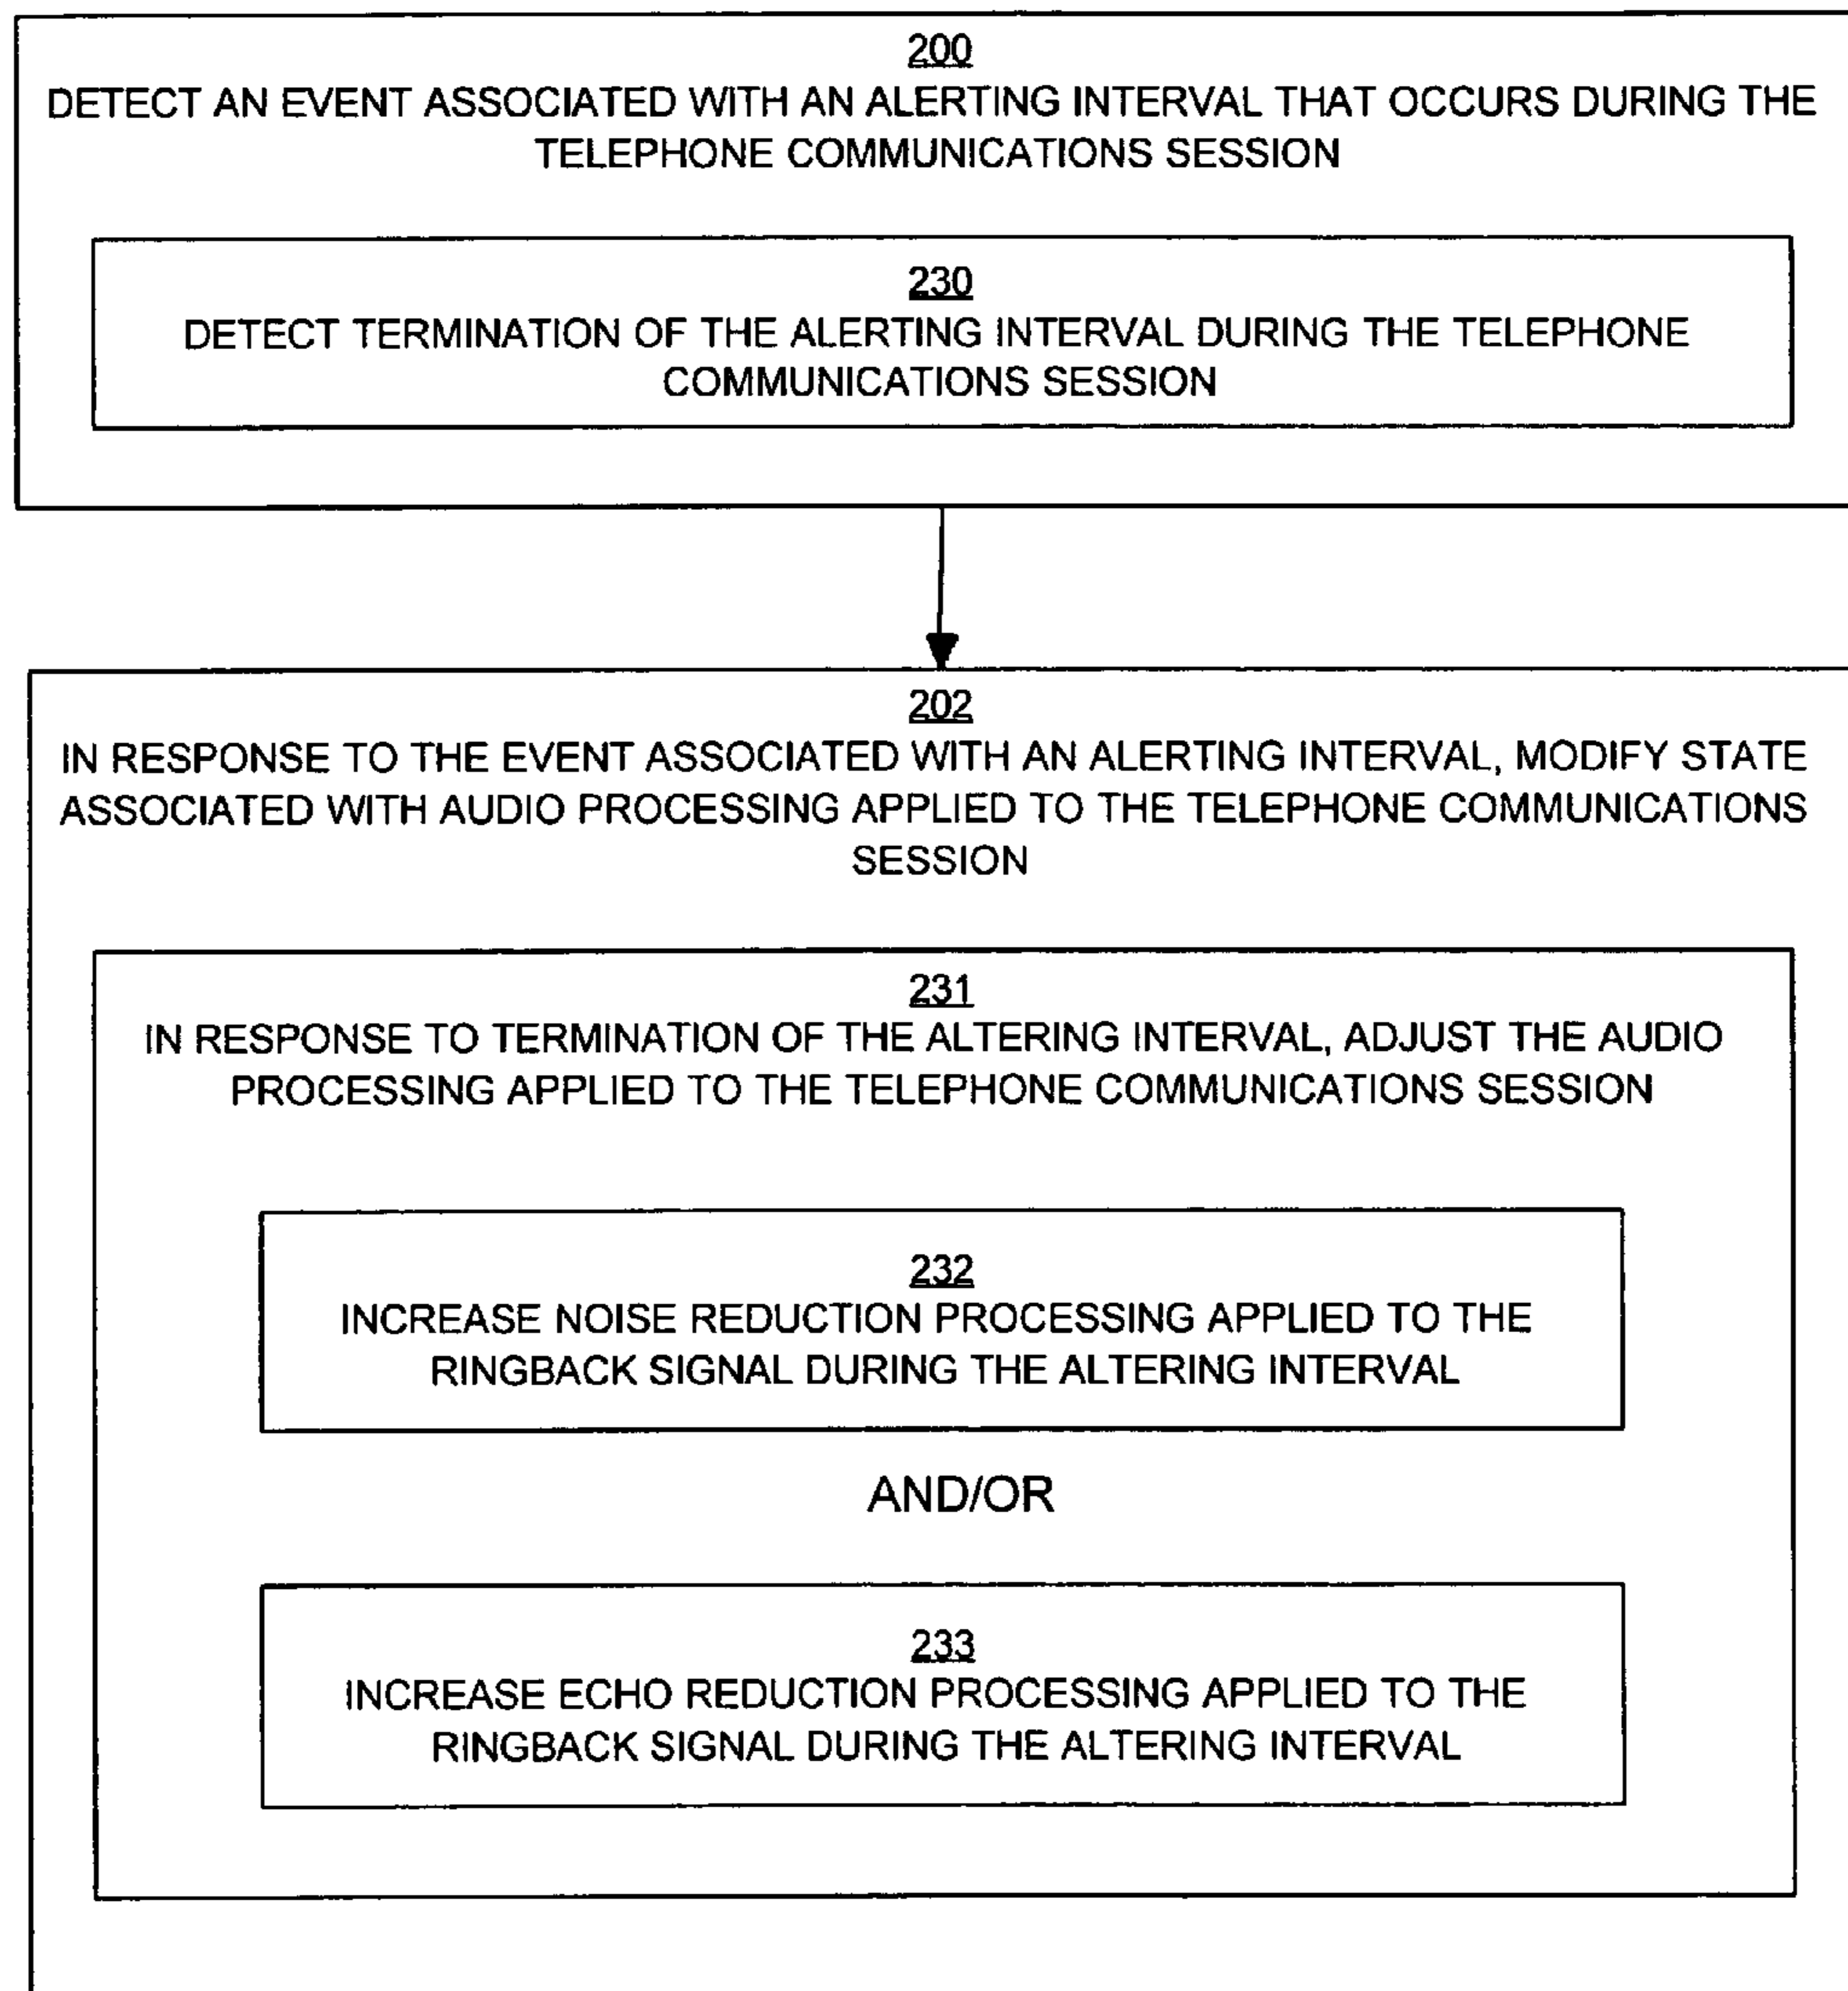 200
DETECT AN EVENT ASSOCIATED WITH AN ALERTING INTERVAL THAT OCCURS DURING THE
TELEPHONE COMMUNICATIONS SESSION
230
DETECT TERMINATION OF THE ALERTING INTERVAL DURING THE TELEPHONE
COMMUNICATIONS SESSION
202
IN RESPONSE TO THE EVENT ASSOCIATED WITH AN ALERTING INTERVAL, MODIFY STATE
ASSOCIATED WITH AUDIO PROCESSING APPLIED TO THE TELEPHONE COMMUNICATIONS
SESSION
231
IN RESPONSE TO TERMINATION OF THE ALTERING INTERVAL, ADJUST THE AUDIO
PROCESSING APPLIED TO THE TELEPHONE COMMUNICATIONS SESSION
232
INCREASE NOISE REDUCTION PROCESSING APPLIED TO THE
RINGBACK SIGNAL DURING THE ALTERING INTERVAL
AND/OR
233
INCREASE ECHO REDUCTION PROCESSING APPLIED TO THE
RINGBACK SIGNAL DURING THE ALTERING INTERVAL